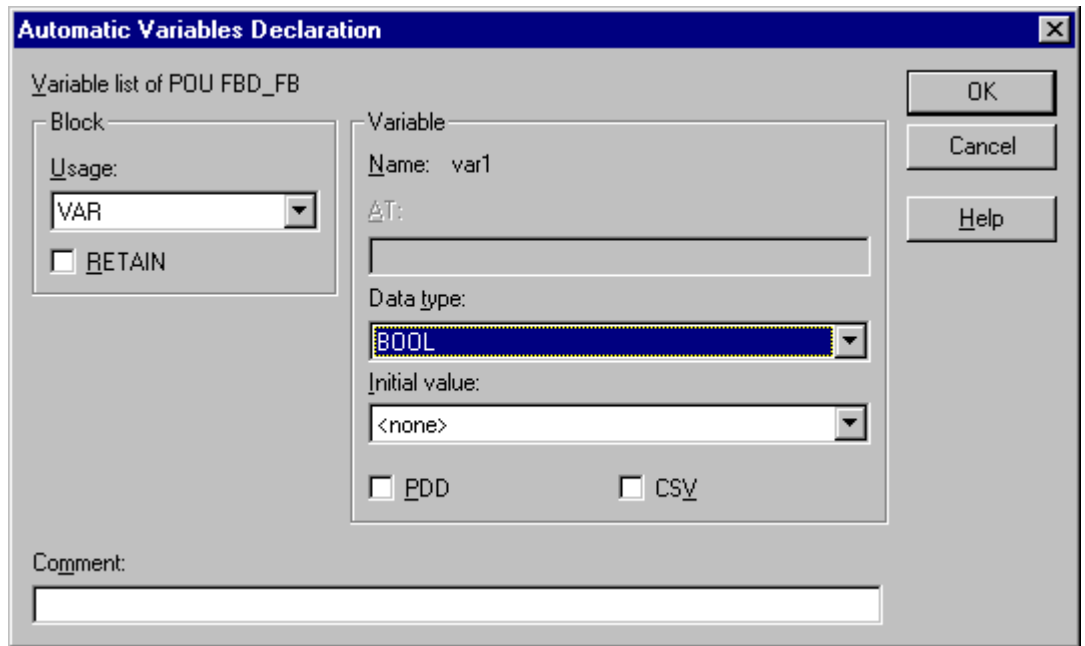 Automatic Variables Declaration
Variable list of POU FBD_FB
OK
Cancel
Help
Block
Usage:
VAR
RETAIN
Variable
Name: var1
AT:
Data type:
BOOL
Initial value:
<none>
PDD CSV
Comment: